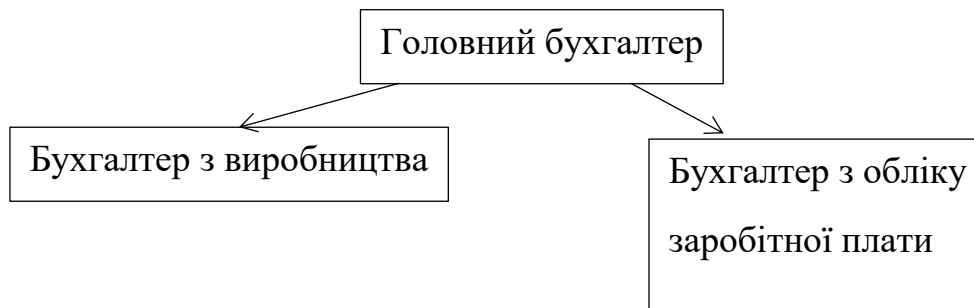 Головний бухгалтер
Бухгалтер з виробництва
Бухгалтер з обліку
заробітної плати